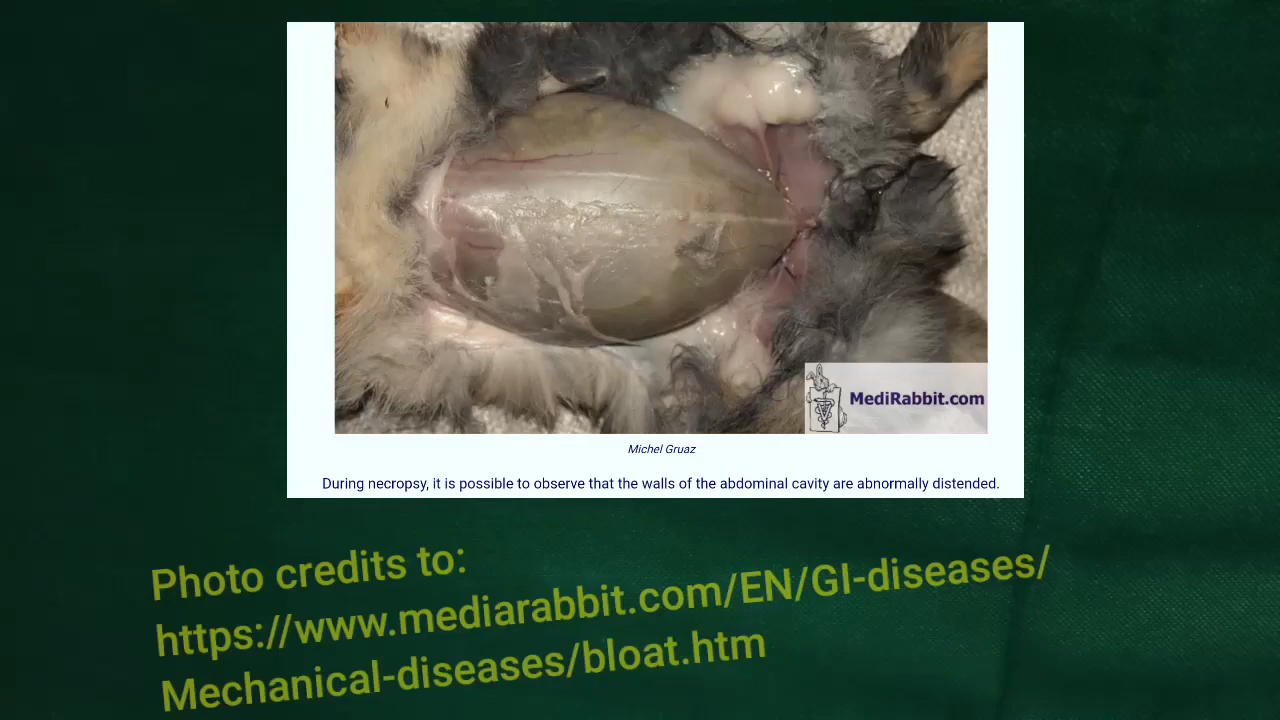 MediRabbit.com
Michel Gruaz
During necropsy, it is possible to observe that the walls of the abdominal cavity are abnormally distended.
Photo credits to:
https://www.mediarabbit.com/EN/GI-diseases/
Mechanical-diseases/bloat.htm